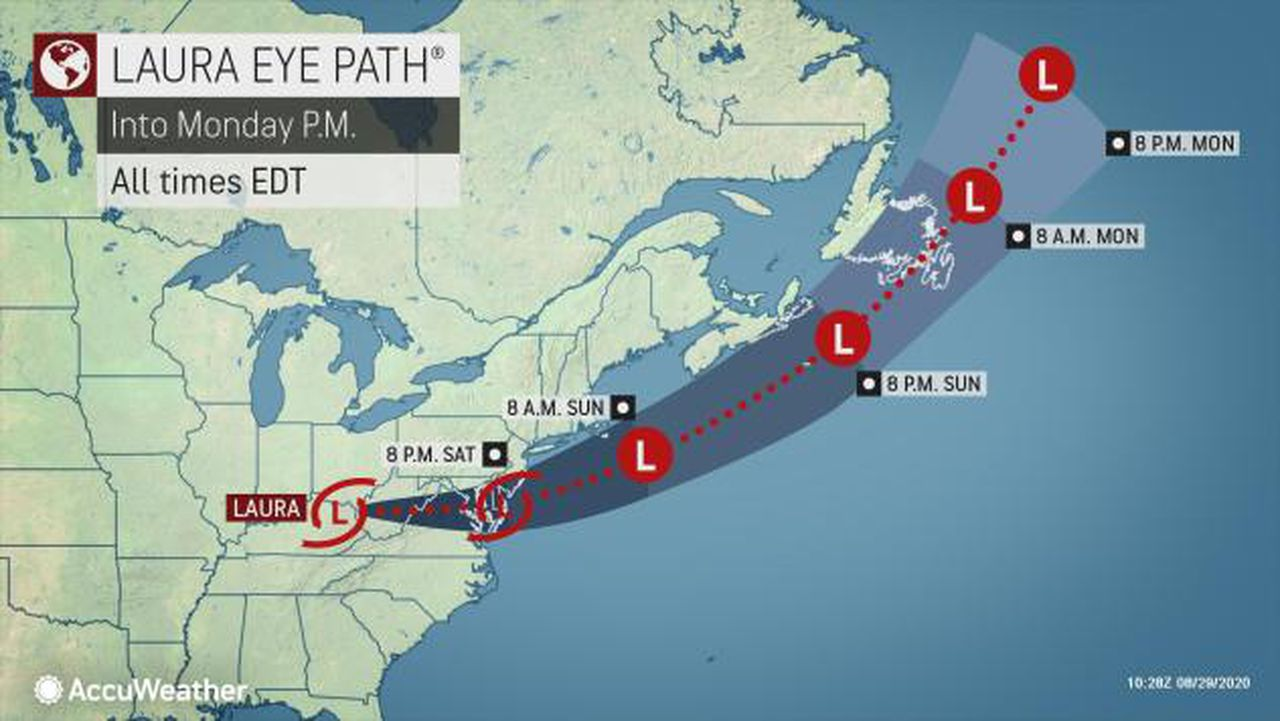 LAURA EYE PATH®
Into Monday P.M.
All times EDT
L
8 P.M. MON
L
8 A.M. MON
L
8 P.M. SUN
8 A.M. SUN
L
8 P.M. SAT
LAURA
L
L
AccuWeather
10:28Z 08/29/2020